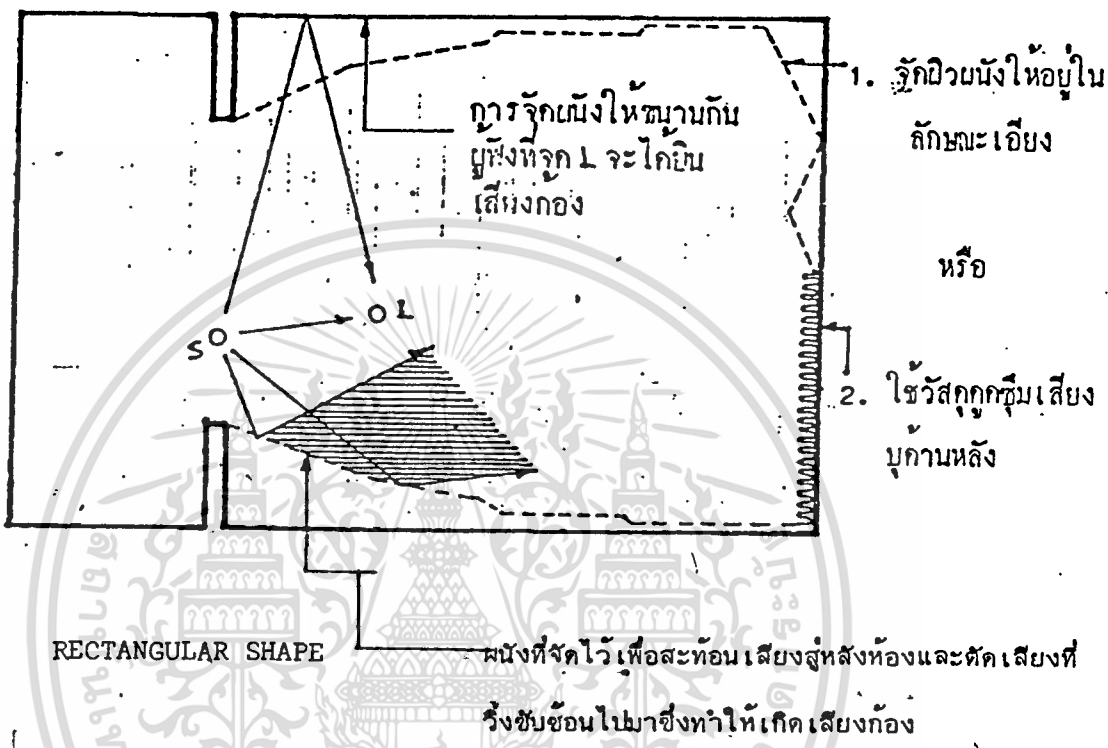 การจัดผนังให้ขนานกัน
ผู้ฟังที่จุด L จะได้ยิน
เสียงก้อง
S
L
1. จัดผิวผนังให้อยู่ใน
ลักษณะเอียง
หรือ
2. ใช้วัสดุดูดซึมเสียง
บุด้านหลัง
RECTANGULAR SHAPE
ผนังที่จัดไว้เพื่อสะท้อนเสียงสู่หลังห้องและตัดเสียงที่
วิ่งซับซ้อนไปมาซึ่งทำให้เกิดเสียงก้อง